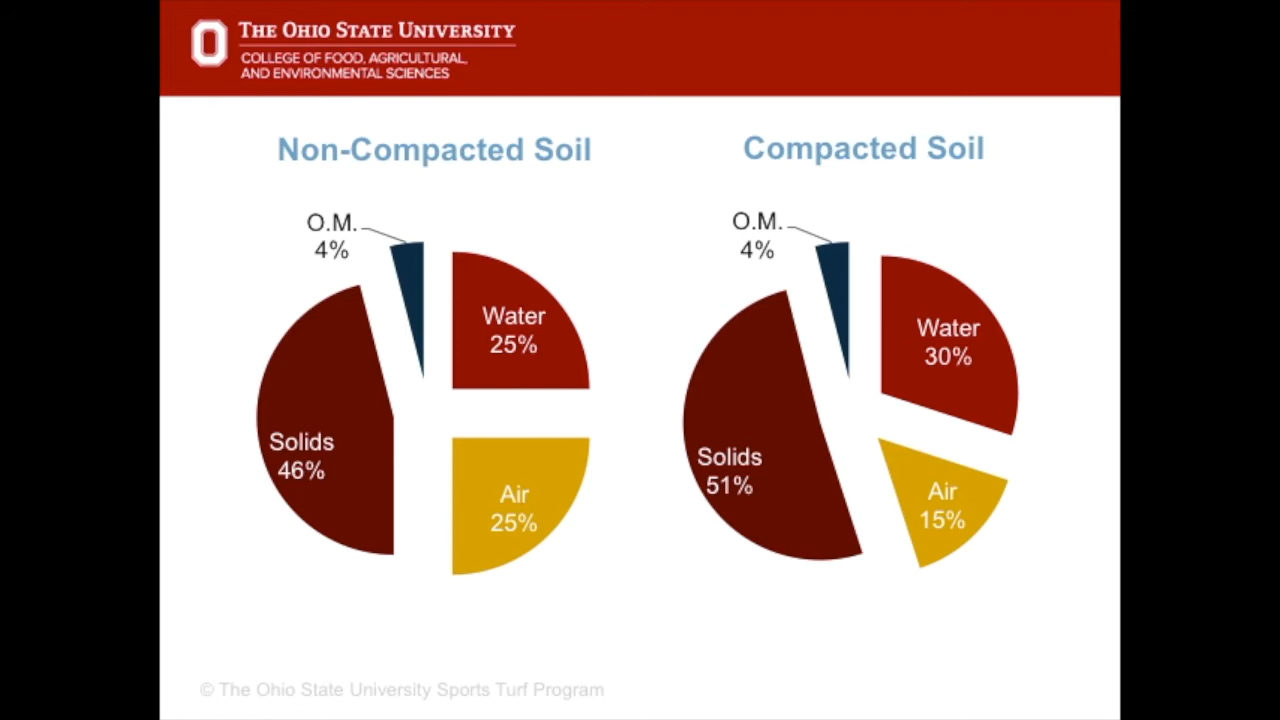 THE OHIO STATE UNIVERSITY
COLLEGE OF FOOD, AGRICULTURAL,
AND ENVIRONMENTAL SCIENCES
Non-Compacted Soil
O.M.
4%
Water
25%
Solids
46%
Air
25%
Compacted Soil
O.M.
4%
Water
30%
Solids
51%
Air
15%
© The Ohio State University Sports Turf Program